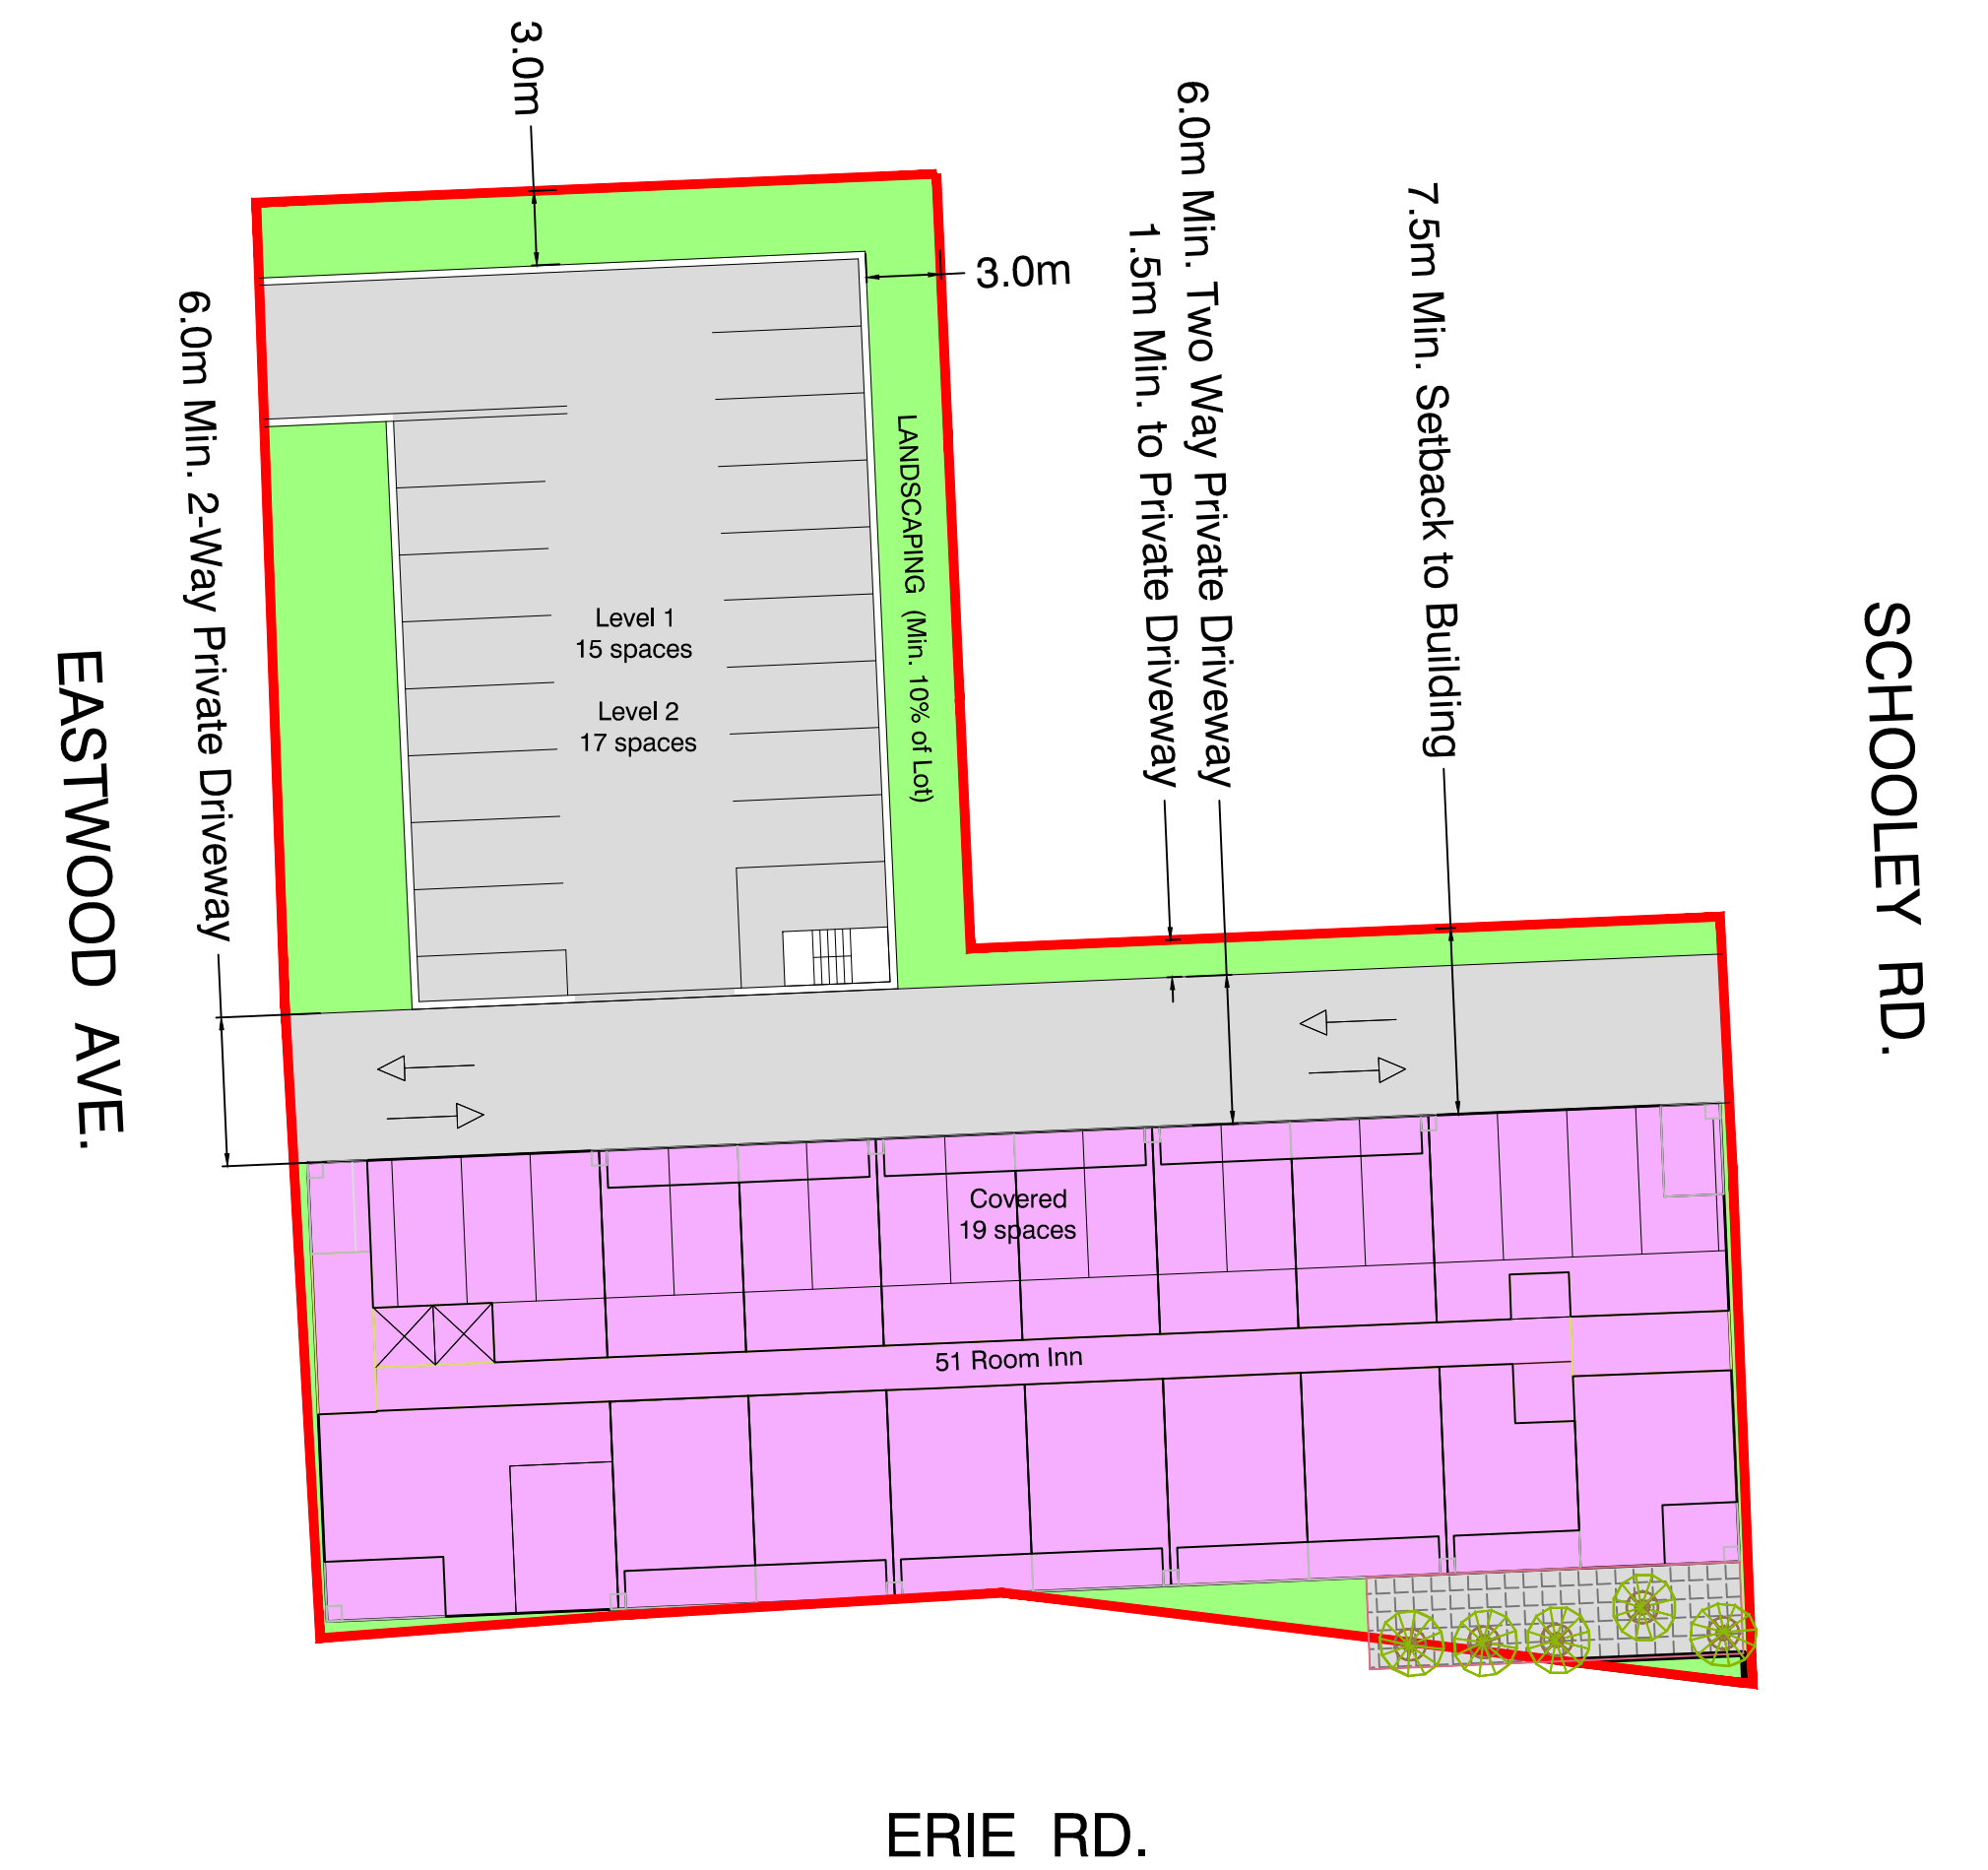 3.0m
3.0m
6.0m Min. Two Way Private Driveway
1.5m Min. to Private Driveway
7.5m Min. Setback to Building
6.0m Min. 2-Way Private Driveway
LANDSCAPING (Min. 10% of Lot)
Level 1
15 spaces
Level 2
17 spaces
EASTWOOD AVE.
SCHOOLEY RD.
Covered
19 spaces
51 Room Inn
ERIE RD.